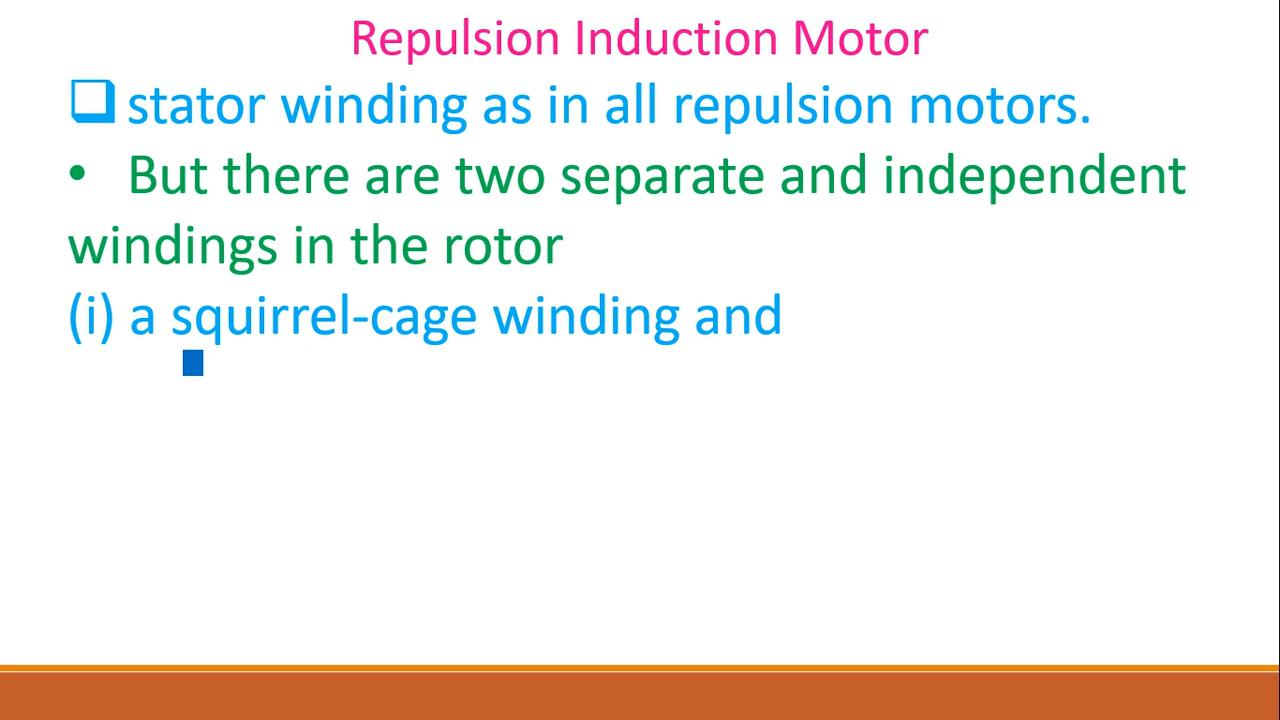 Repulsion Induction Motor
❑ stator winding as in all repulsion motors.
• But there are two separate and independent
windings in the rotor
(i) a squirrel-cage winding and